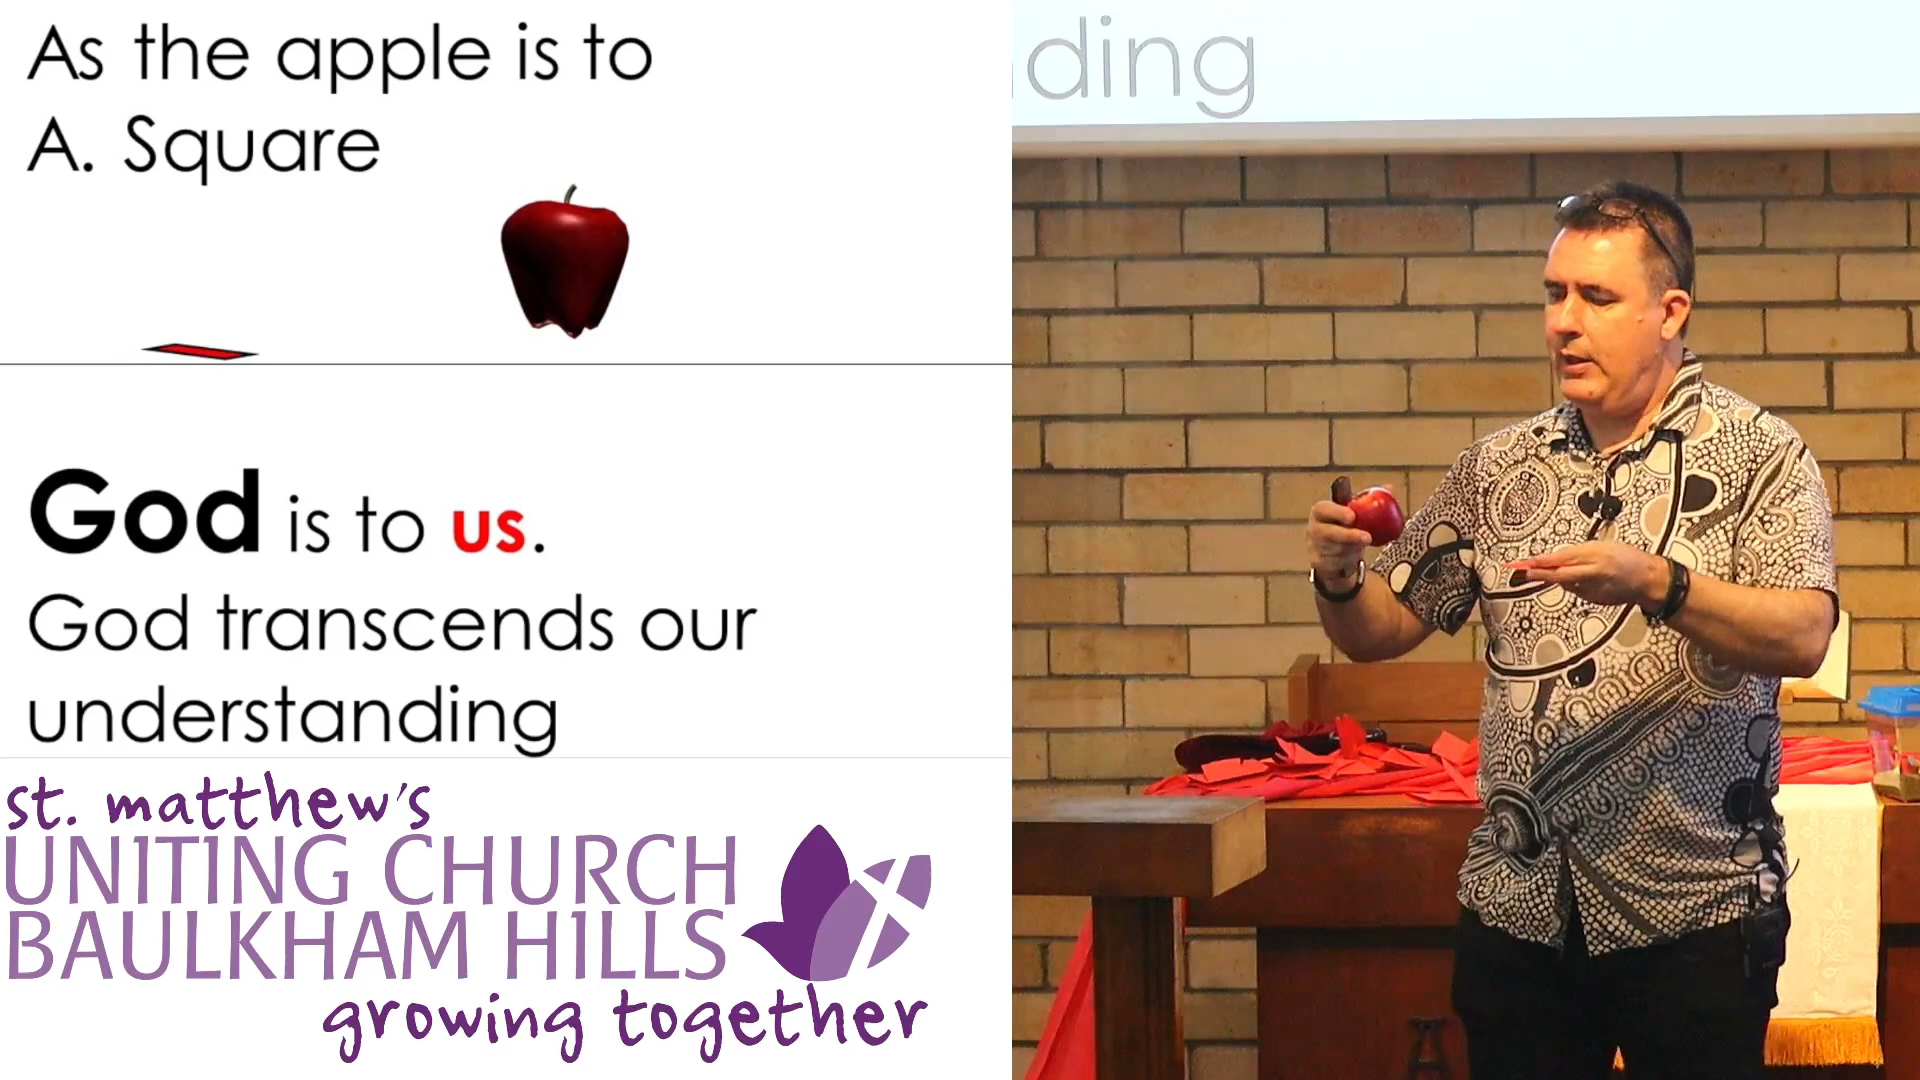 As the apple is to
A. Square
God is to us.
God transcends our
understanding
st. matthew's
UNITING CHURCH
BAULKHAM HILLS
growing together
ding